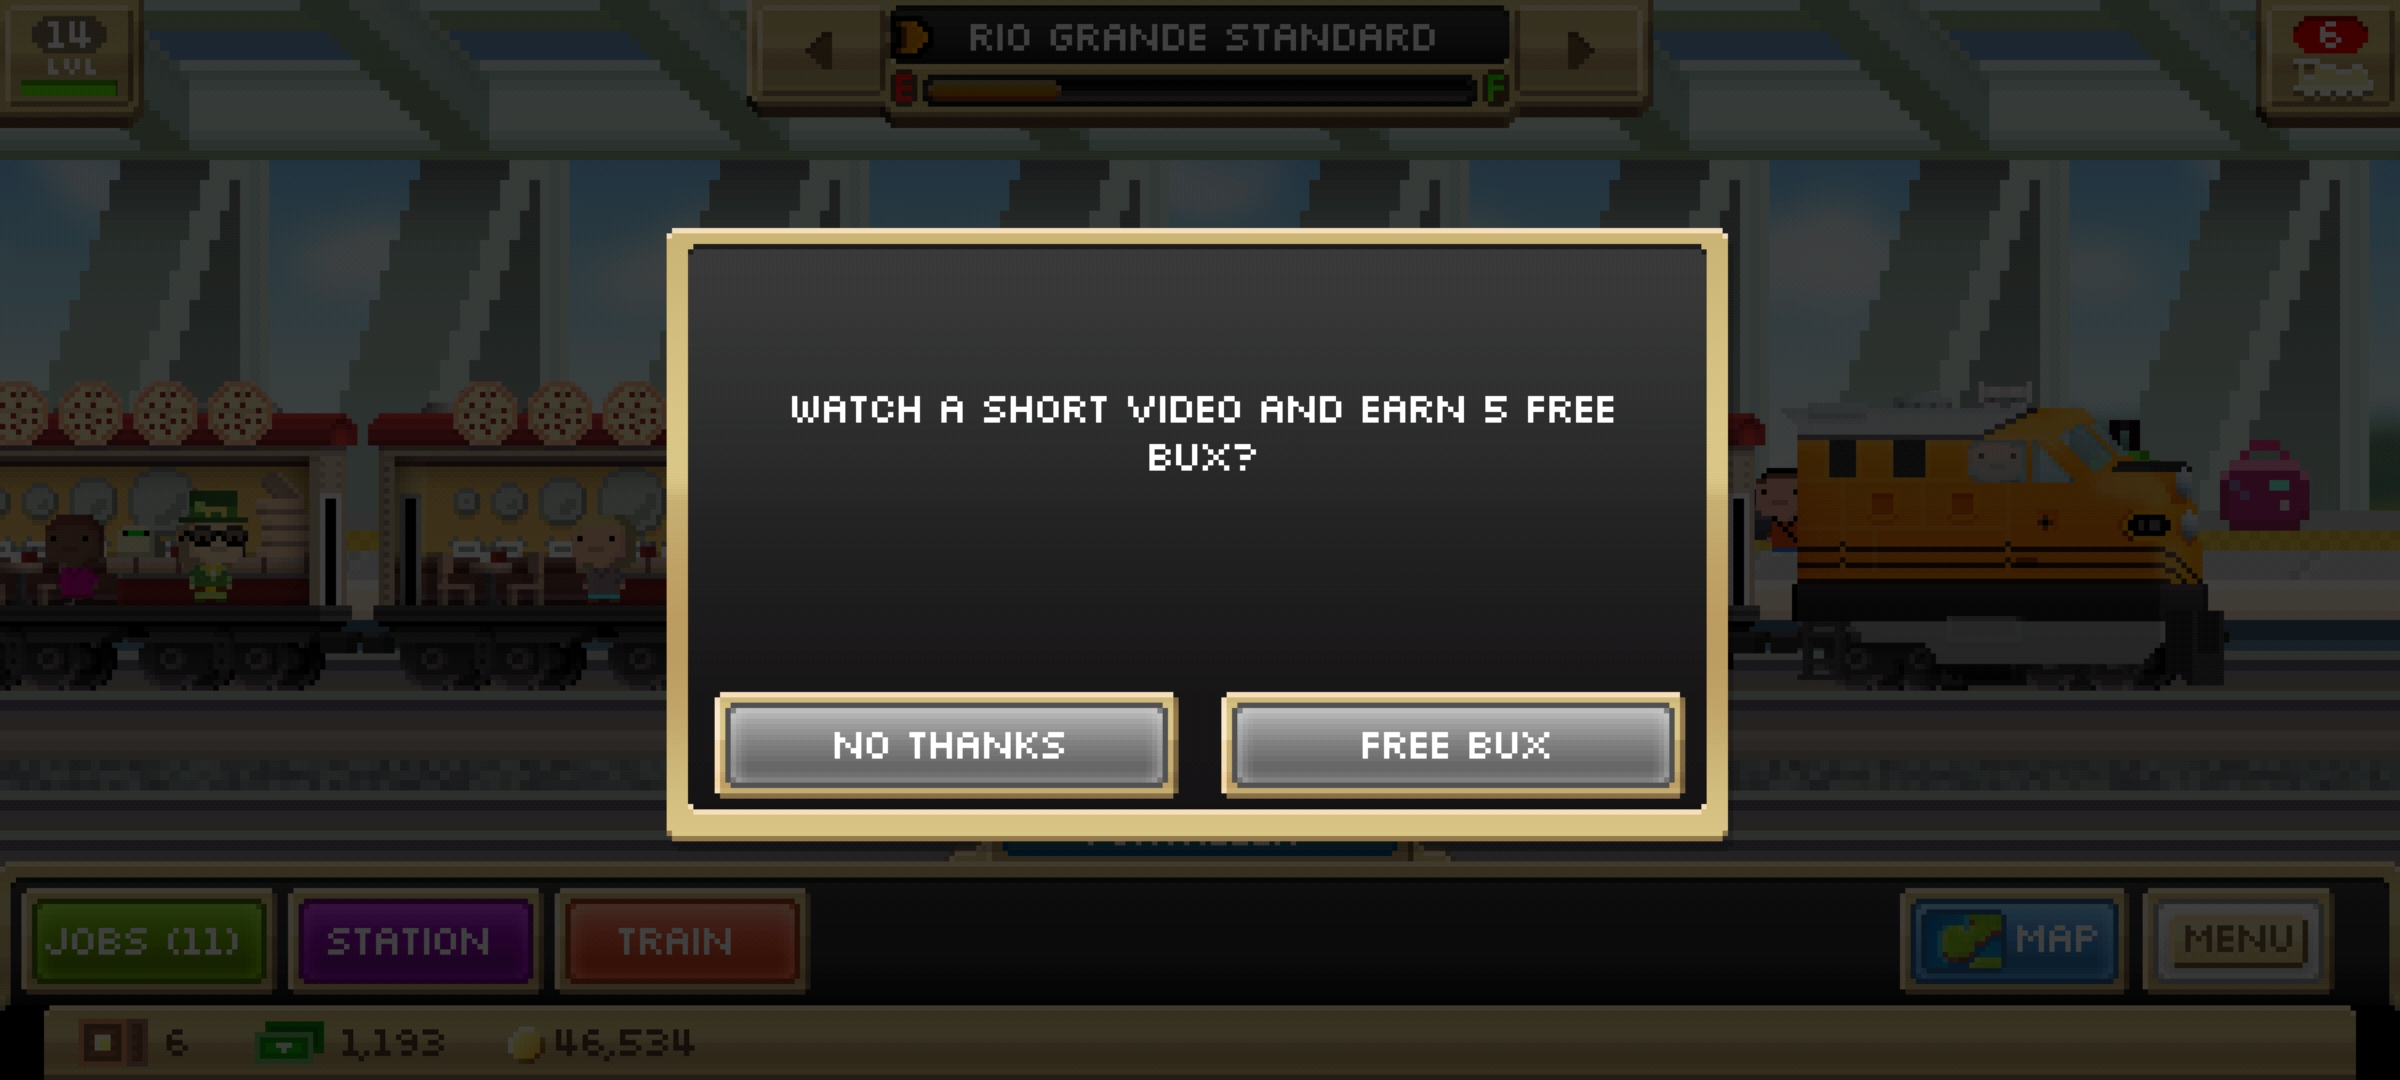 14
LVL
RIO GRANDE STANDARD
E
F
6
WATCH A SHORT VIDEO AND EARN 5 FREE
BUX?
NO THANKS
FREE BUX
JOBS (11)
STATION
TRAIN
MAP
MENU
6
1,193
46,534